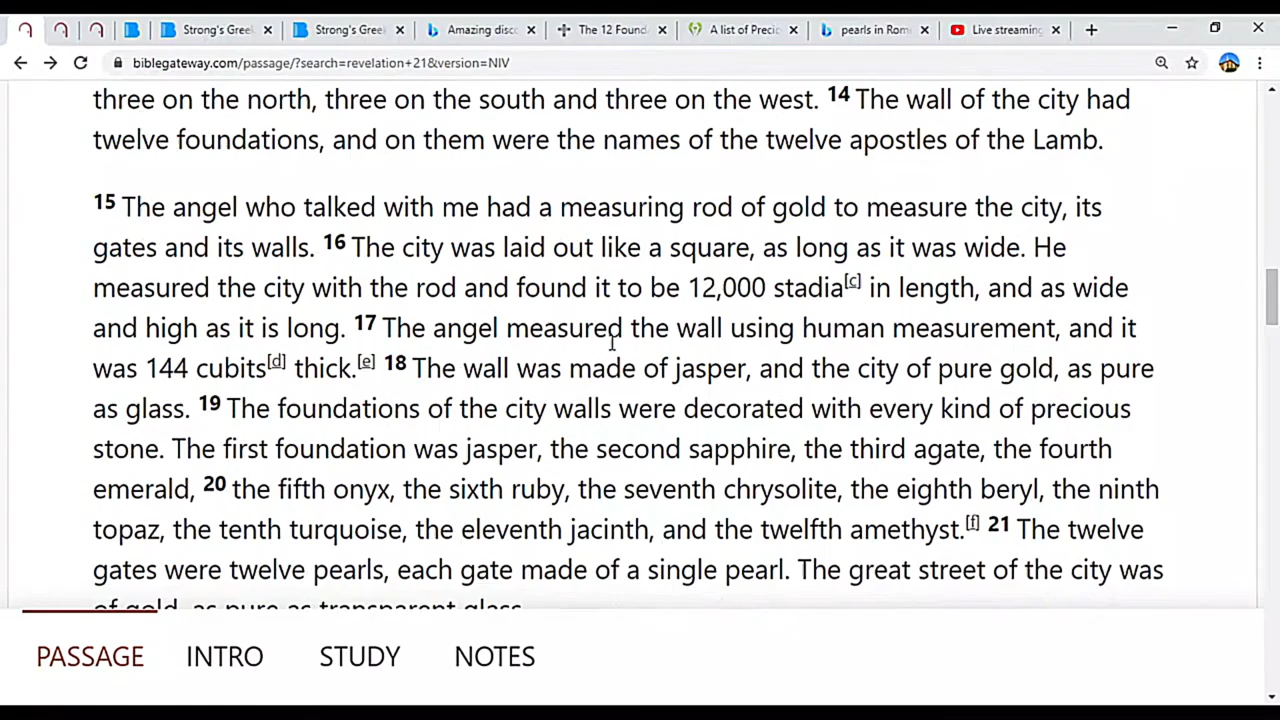 Strong's Greek
Strong's Greek
Amazing disc
The 12 Found
A list of Preci
pearls in Rom
Live streaming
biblegateway.com/passage/?search=revelation+21&version=NIV
three on the north, three on the south and three on the west. 14 The wall of the city had
twelve foundations, and on them were the names of the twelve apostles of the Lamb.
15 The angel who talked with me had a measuring rod of gold to measure the city, its
gates and its walls. 16 The city was laid out like a square, as long as it was wide. He
measured the city with the rod and found it to be 12,000 stadia[c] in length, and as wide
and high as it is long. 17 The angel measured the wall using human measurement, and it
was 144 cubits[d] thick.[e] 18 The wall was made of jasper, and the city of pure gold, as pure
as glass. 19 The foundations of the city walls were decorated with every kind of precious
stone. The first foundation was jasper, the second sapphire, the third agate, the fourth
emerald, 20 the fifth onyx, the sixth ruby, the seventh chrysolite, the eighth beryl, the ninth
topaz, the tenth turquoise, the eleventh jacinth, and the twelfth amethyst.[f] 21 The twelve
gates were twelve pearls, each gate made of a single pearl. The great street of the city was
of gold, as pure as transparent glass.
PASSAGE INTRO STUDY NOTES